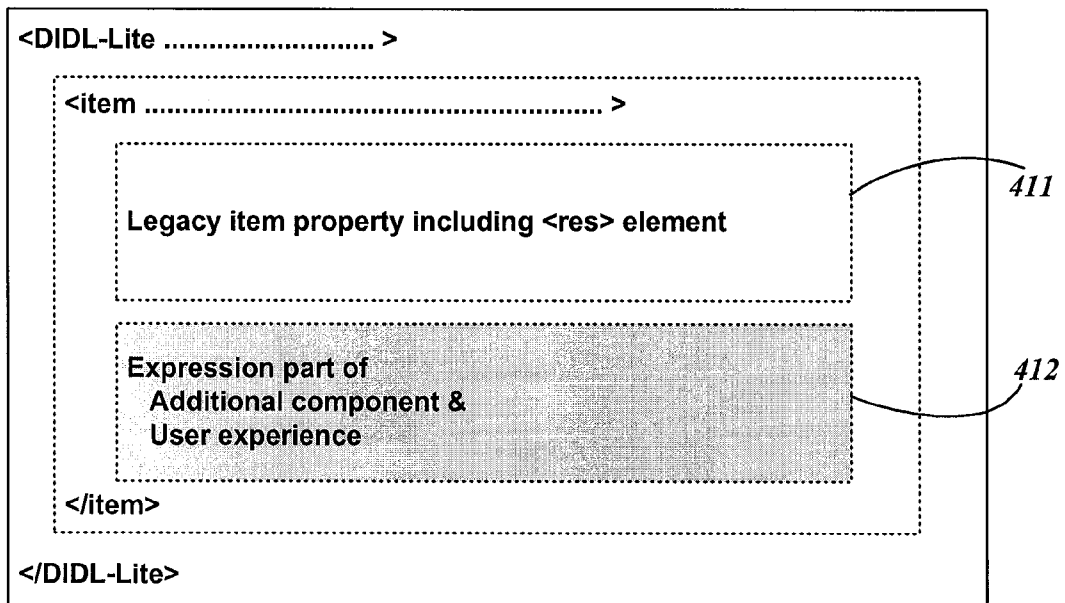 <DIDL-Lite ............................ >
<item ............................................................ >
Legacy item property including <res> element
411
Expression part of
Additional component &
User experience
412
</item>
</DIDL-Lite>